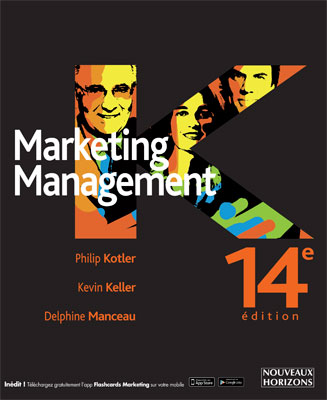 Marketing
Management
Philip Kotler
Kevin Keller
Delphine Manceau
14e
édition
Inédit ! Téléchargez gratuitement l'app Flashcards Marketing sur votre mobile
App Store
Google play
NOUVEAUX
HORIZONS